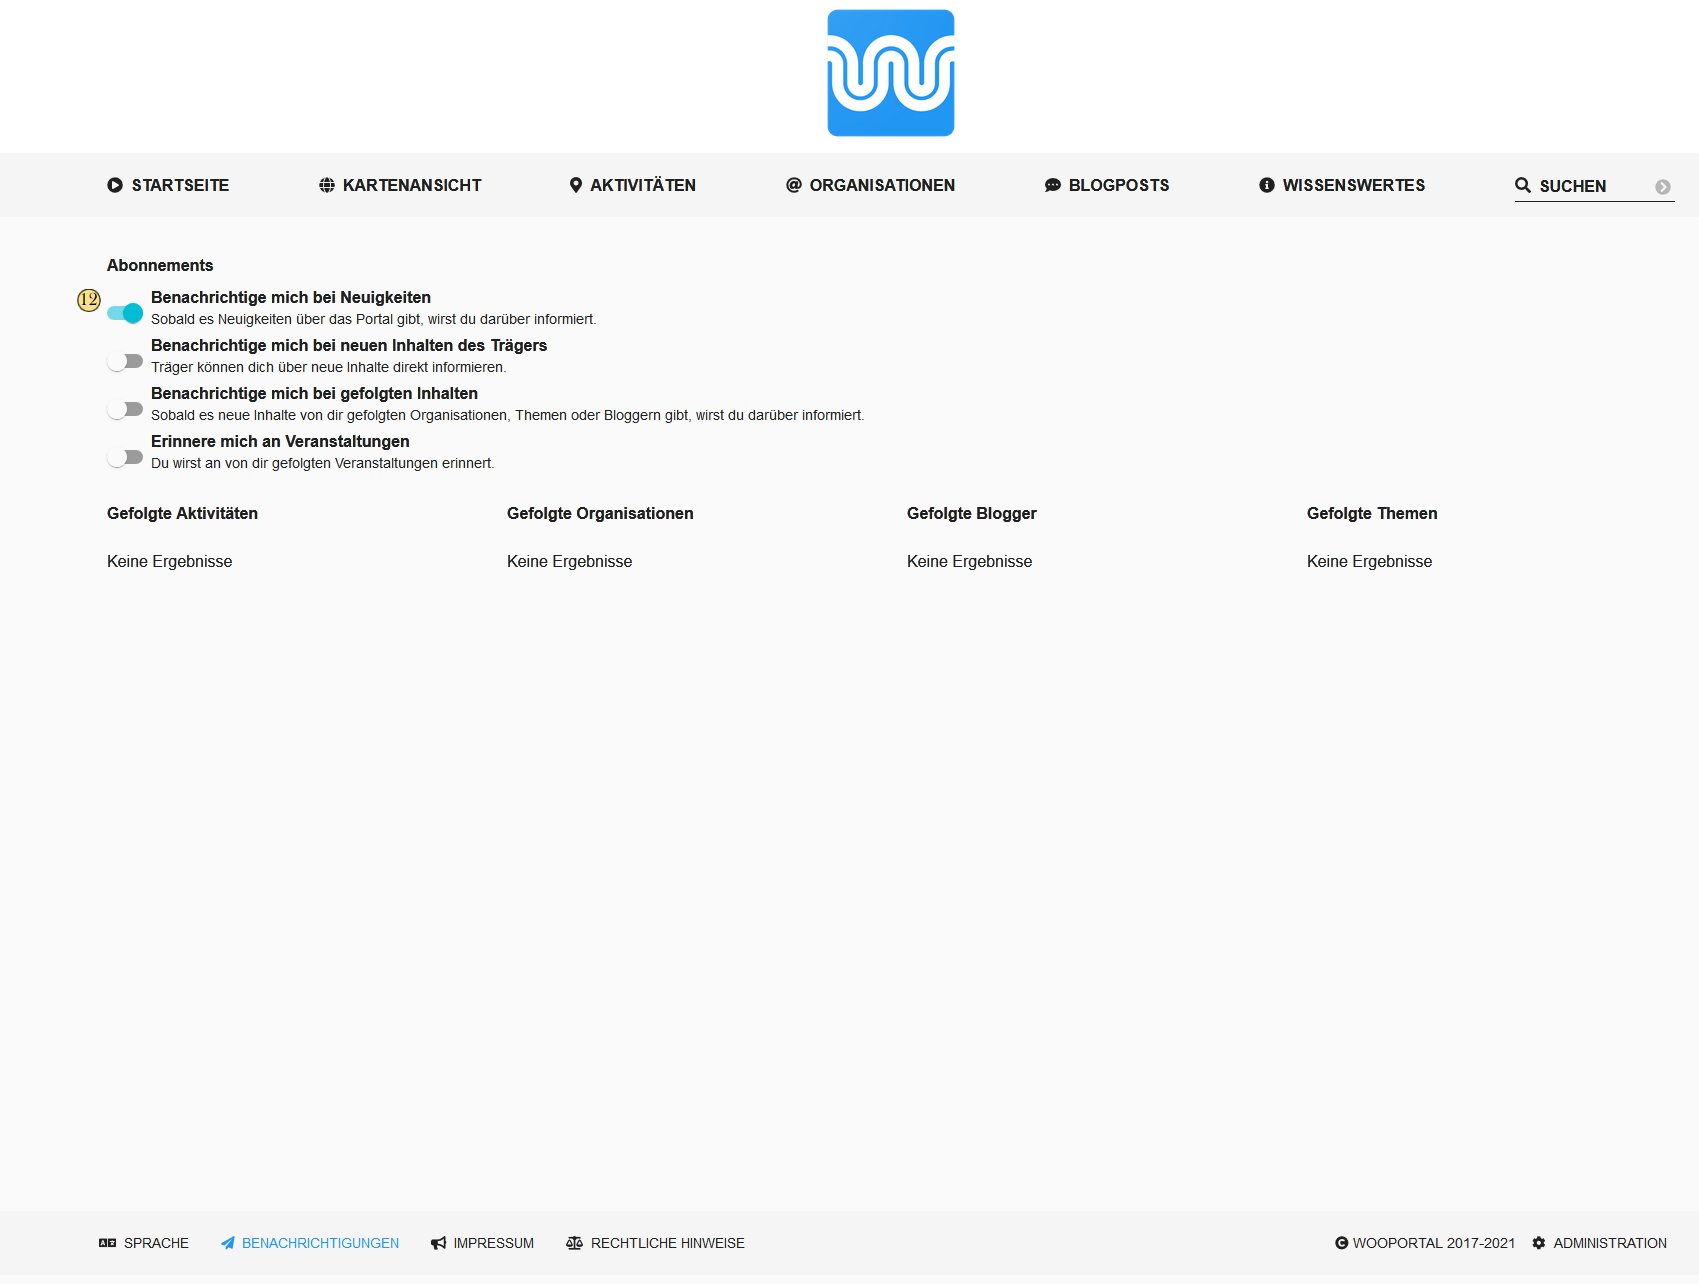 STARTSEITE KARTENANSICHT AKTIVITÄTEN ORGANISATIONEN BLOGPOSTS WISSENSWERTES SUCHEN
Abonnements
12
Benachrichtige mich bei Neuigkeiten
Sobald es Neuigkeiten über das Portal gibt, wirst du darüber informiert.
Benachrichtige mich bei neuen Inhalten des Trägers
Träger können dich über neue Inhalte direkt informieren.
Benachrichtige mich bei gefolgten Inhalten
Sobald es neue Inhalte von dir gefolgten Organisationen, Themen oder Bloggern gibt, wirst du darüber informiert.
Erinnere mich an Veranstaltungen
Du wirst an von dir gefolgten Veranstaltungen erinnert.
Gefolgte Aktivitäten Gefolgte Organisationen Gefolgte Blogger Gefolgte Themen
Keine Ergebnisse Keine Ergebnisse Keine Ergebnisse Keine Ergebnisse
SPRACHE BENACHRICHTIGUNGEN IMPRESSUM RECHTLICHE HINWEISE WOOPORTAL 2017-2021 ADMINISTRATION